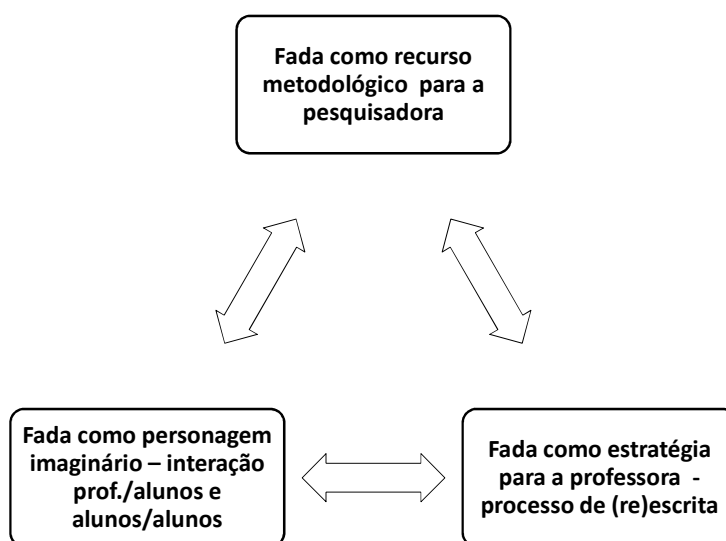 Fada como recurso
metodológico para a
pesquisadora
Fada como personagem
imaginário – interação
prof./alunos e
alunos/alunos
Fada como estratégia
para a professora -
processo de (re)escrita